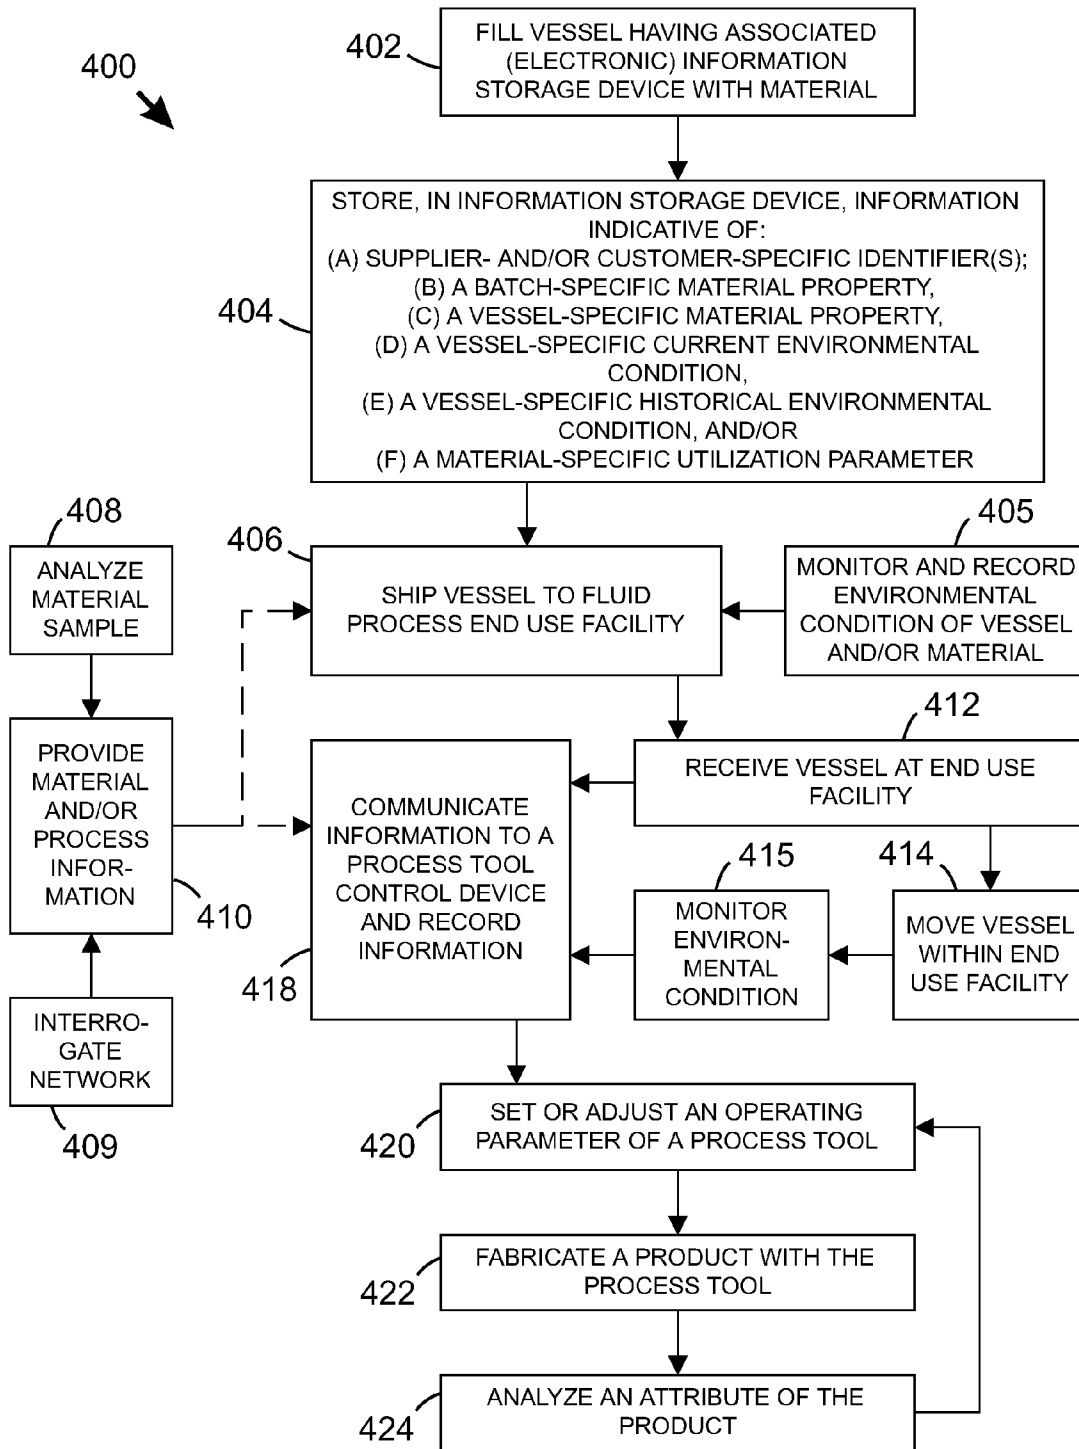 400
402
FILL VESSEL HAVING ASSOCIATED
(ELECTRONIC) INFORMATION
STORAGE DEVICE WITH MATERIAL
404
STORE, IN INFORMATION STORAGE DEVICE, INFORMATION
INDICATIVE OF:
(A) SUPPLIER- AND/OR CUSTOMER-SPECIFIC IDENTIFIER(S);
(B) A BATCH-SPECIFIC MATERIAL PROPERTY,
(C) A VESSEL-SPECIFIC MATERIAL PROPERTY,
(D) A VESSEL-SPECIFIC CURRENT ENVIRONMENTAL
CONDITION,
(E) A VESSEL-SPECIFIC HISTORICAL ENVIRONMENTAL
CONDITION, AND/OR
(F) A MATERIAL-SPECIFIC UTILIZATION PARAMETER
408
ANALYZE
MATERIAL
SAMPLE
406
SHIP VESSEL TO FLUID
PROCESS END USE FACILITY
405
MONITOR AND RECORD
ENVIRONMENTAL
CONDITION OF VESSEL
AND/OR MATERIAL
412
RECEIVE VESSEL AT END USE
FACILITY
PROVIDE
MATERIAL
AND/OR
PROCESS
INFOR-
MATION
410
COMMUNICATE
INFORMATION TO A
PROCESS TOOL
CONTROL DEVICE
AND RECORD
INFORMATION
418
415
MONITOR
ENVIRON-
MENTAL
CONDITION
414
MOVE VESSEL
WITHIN END
USE FACILITY
INTERRO-
GATE
NETWORK
409
SET OR ADJUST AN OPERATING
PARAMETER OF A PROCESS TOOL
420
FABRICATE A PRODUCT WITH THE
PROCESS TOOL
422
ANALYZE AN ATTRIBUTE OF THE
PRODUCT
424